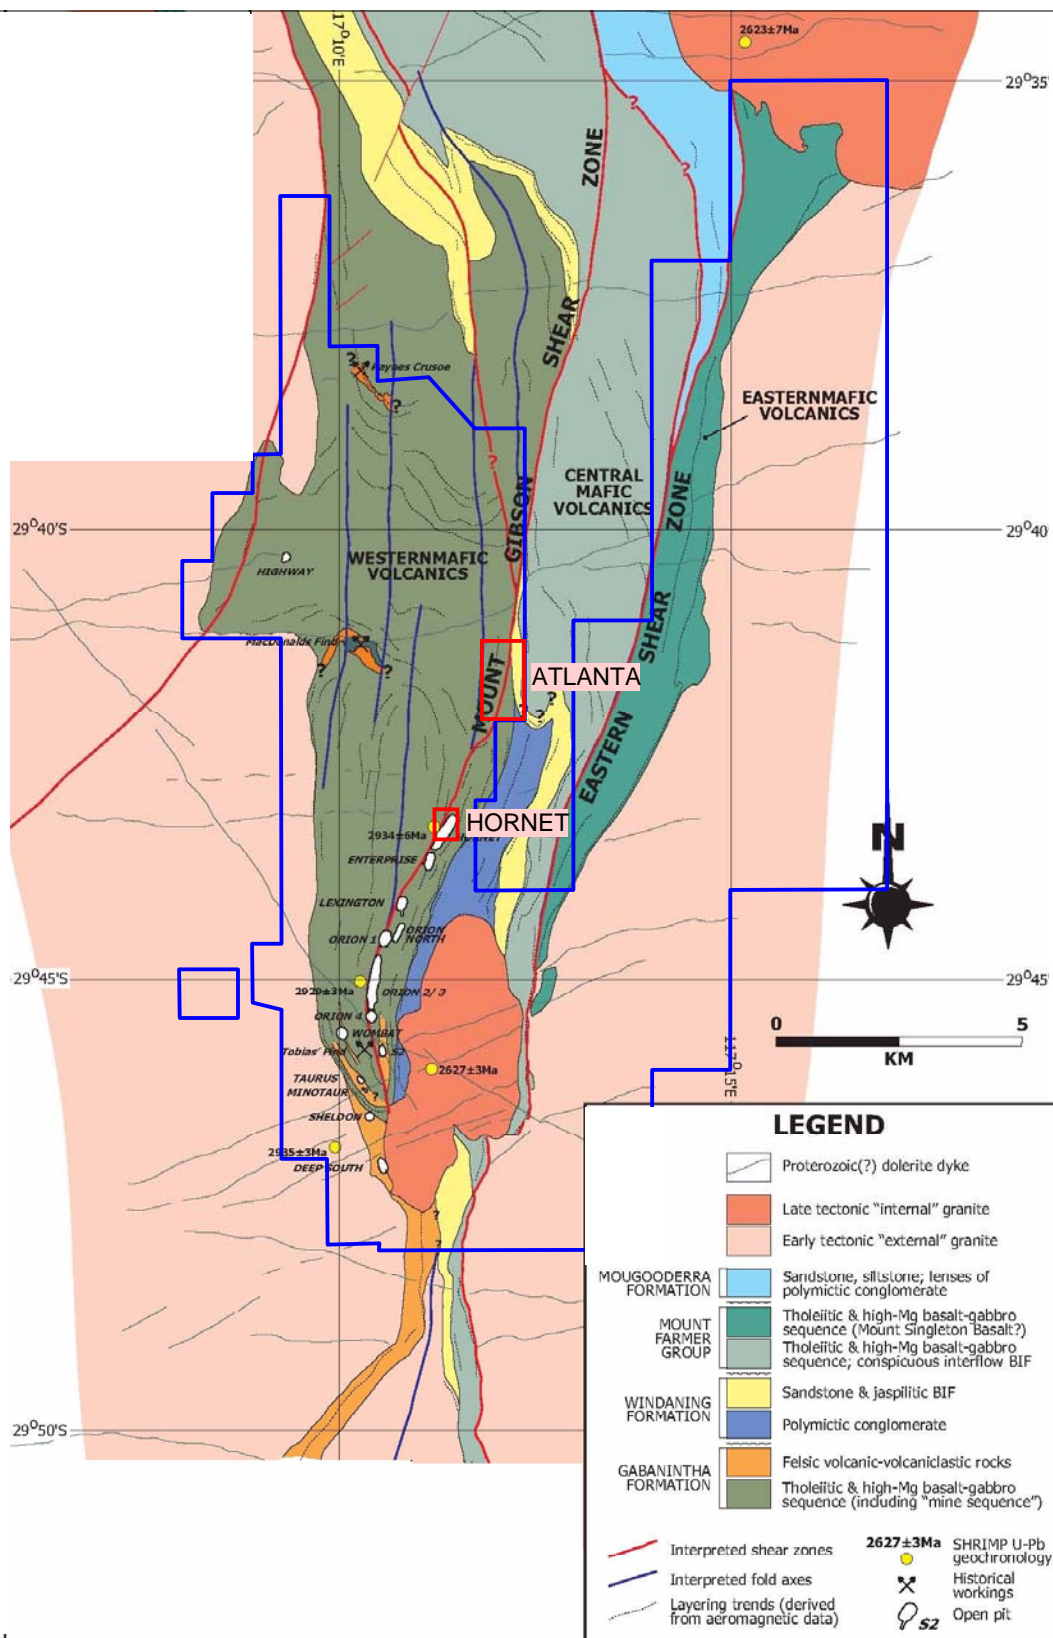 117°10'E
2623±7Ma
29°35'
ZONE
SHEAR
?
?
?
Paynes Crusoe
?
EASTERNMAFIC
VOLCANICS
?
CENTRAL
MAFIC
VOLCANICS
ZONE
GIBSON
29°40'S
29°40'
WESTERNMAFIC
VOLCANICS
HIGHWAY
SHEAR
MacDonalds Find
?
?
MOUNT
ATLANTA
?
?
?
EASTERN
HORNET
2934±6Ma
ENTERPRISE
N
LEXINGTON
ORION
NORTH
ORION 1
29°45'S
29°45'
2929±3Ma
ORION 2/3
ORION 4
WOMBAT
Tobias' Find
S2
0
5
KM
117°15'E
2627±3Ma
TAURUS
MINOTAUR
?
SHELDON
2935±3Ma
DEEP SOUTH
?
?
29°50'S
LEGEND
Proterozoic(?) dolerite dyke
Late tectonic "internal" granite
Early tectonic "external" granite
MOUGOODERRA
FORMATION
Sandstone, siltstone; lenses of
polymictic conglomerate
MOUNT
FARMER
GROUP
Tholeiitic & high-Mg basalt-gabbro
sequence (Mount Singleton Basalt?)
Tholeiitic & high-Mg basalt-gabbro
sequence; conspicuous interflow BIF
WINDANING
FORMATION
Sandstone & jaspilitic BIF
Polymictic conglomerate
GABANINTHA
FORMATION
Felsic volcanic-volcaniclastic rocks
Tholeiitic & high-Mg basalt-gabbro
sequence (including "mine sequence")
Interpreted shear zones
Interpreted fold axes
Layering trends (derived
from aeromagnetic data)
2627±3Ma
SHRIMP U-Pb
geochronology
Historical
workings
S2
Open pit